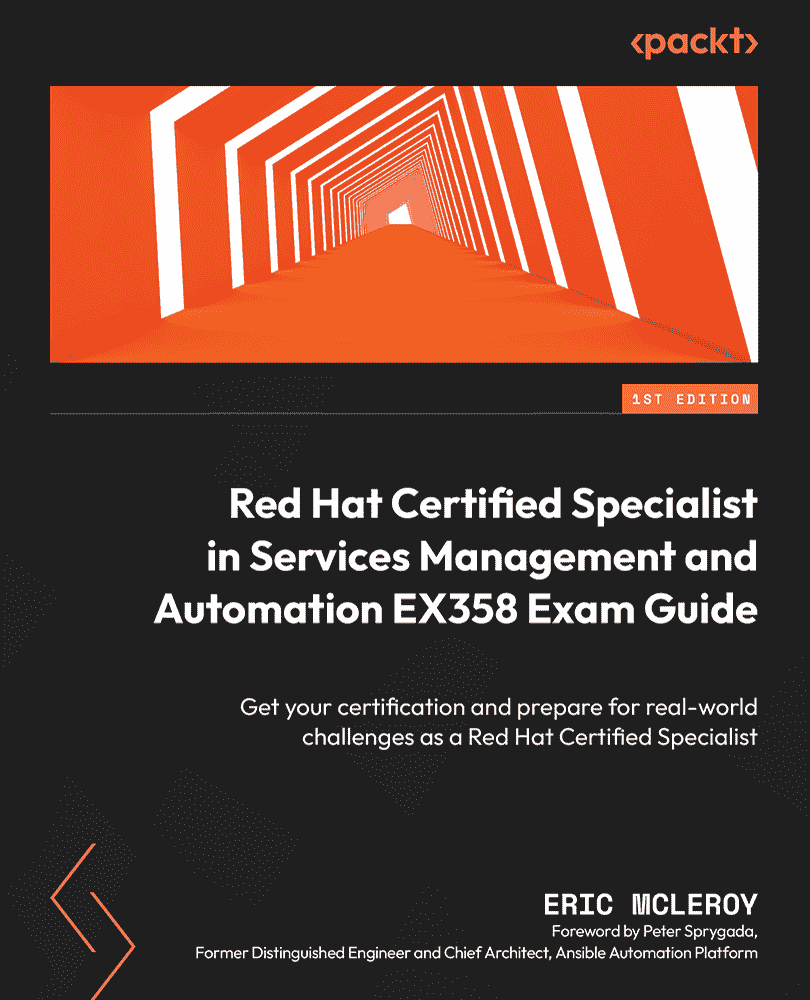 <packt>
1ST EDITION
Red Hat Certified Specialist
in Services Management and
Automation EX358 Exam Guide
Get your certification and prepare for real-world
challenges as a Red Hat Certified Specialist
ERIC MCLEROY
Foreword by Peter Sprygada,
Former Distinguished Engineer and Chief Architect, Ansible Automation Platform